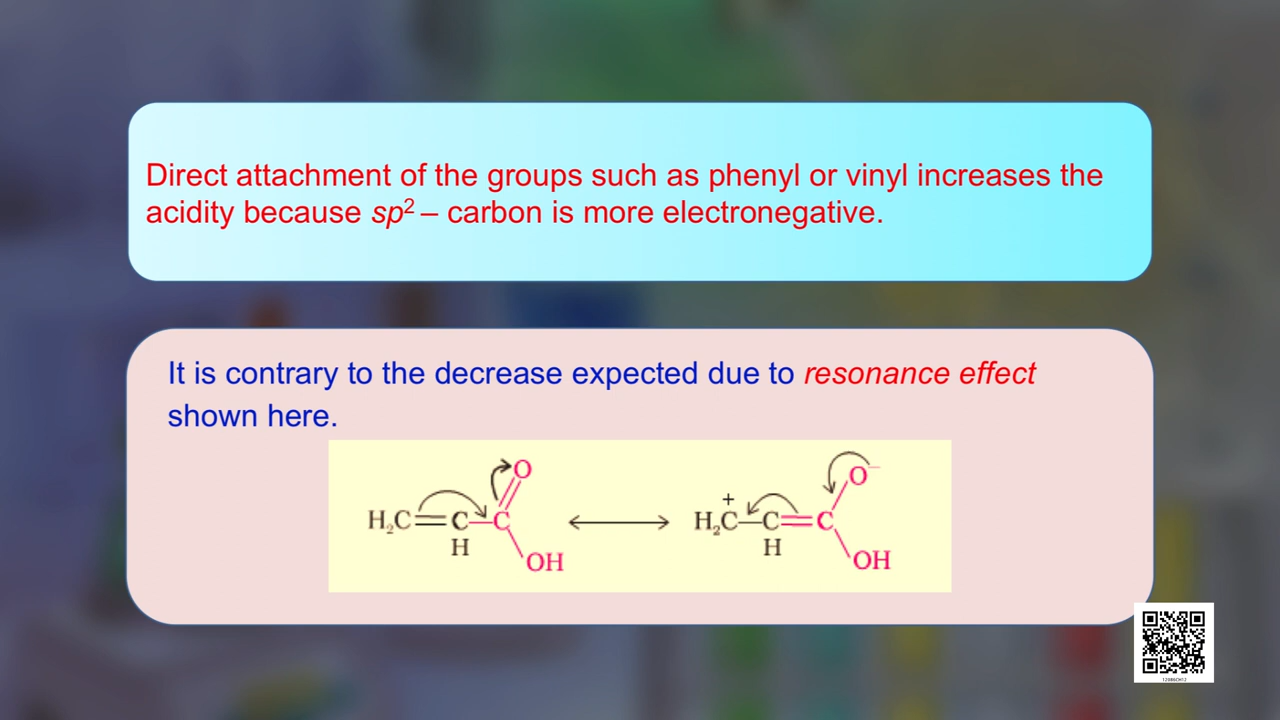 Direct attachment of the groups such as phenyl or vinyl increases the
acidity because sp² – carbon is more electronegative.
It is contrary to the decrease expected due to resonance effect
shown here.
H₂C=C–C
O
H
OH
+
H₂C–C=C
O⁻
H
OH